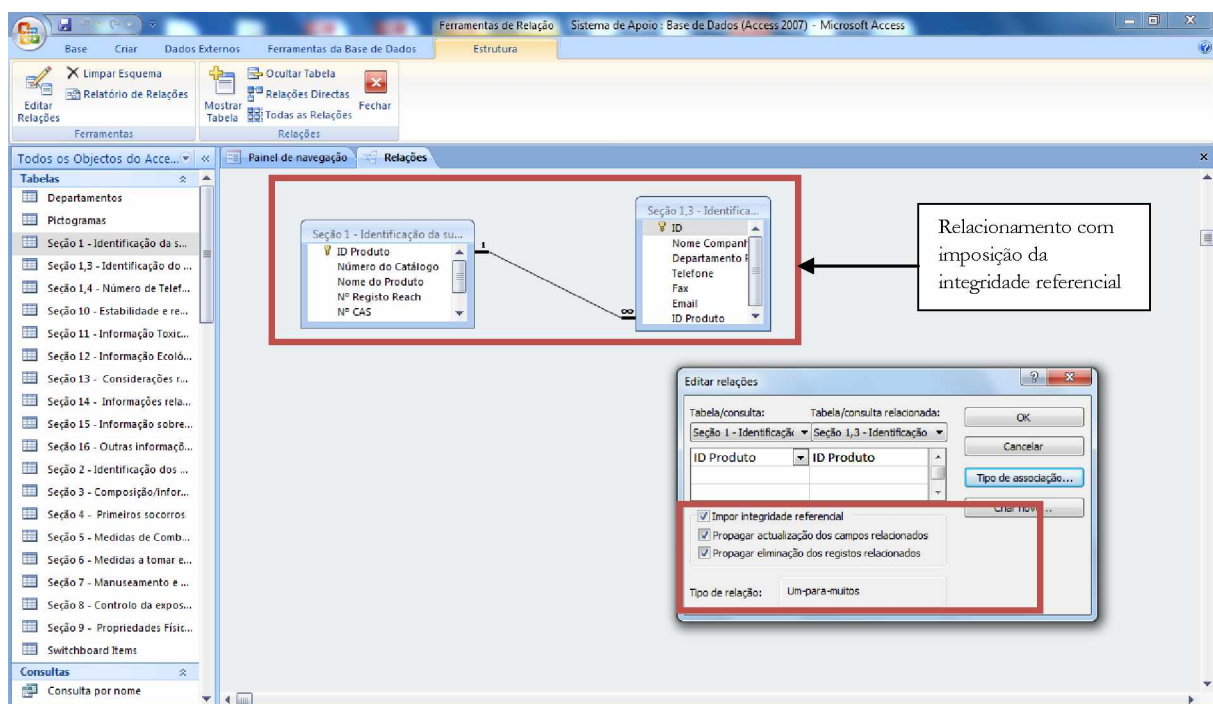 Ferramentas de Relação Sistema de Apoio : Base de Dados (Access 2007) - Microsoft Access
Base Criar Dados Externos Ferramentas da Base de Dados Estrutura
Editar Relações
Limpar Esquema
Relatório de Relações
Ferramentas
Mostrar Tabela
Ocultar Tabela
Relações Directas
Todas as Relações
Fechar
Relações
Todos os Objectos do Acce...
Painel de navegação
Relações
Tabelas
Departamentos
Pictogramas
Seção 1 - Identificação da s...
Seção 1,3 - Identificação do ...
Seção 1,4 - Número de Telef...
Seção 10 - Estabilidade e re...
Seção 11 - Informação Toxic...
Seção 12 - Informação Ecoló...
Seção 13 - Considerações r...
Seção 14 - Informações rela...
Seção 15 - Informação sobre...
Seção 16 - Outras informaçõ...
Seção 2 - Identificação dos ...
Seção 3 - Composição/infor...
Seção 4 - Primeiros socorros
Seção 5 - Medidas de Comb...
Seção 6 - Medidas a tomar e...
Seção 7 - Manuseamento e ...
Seção 8 - Controlo da expos...
Seção 9 - Propriedades Físic...
Switchboard Items
Consultas
Consulta por nome
Seção 1 - Identificação da su...
ID Produto
Número do Catálogo
Nome do Produto
Nº Registo Reach
Nº CAS
1
∞
Seção 1,3 - Identifica...
ID
Nome Companh
Departamento
Telefone
Fax
Email
ID Produto
Relacionamento com
imposição da
integridade referencial
Editar relações
Tabela/consulta: Tabela/consulta relacionada:
Seção 1 - Identificaçã Seção 1,3 - Identificação
ID Produto ID Produto
OK
Cancelar
Tipo de associação...
Impor integridade referencial
Propagar actualização dos campos relacionados
Propagar eliminação dos registos relacionados
Tipo de relação: Um-para-muitos